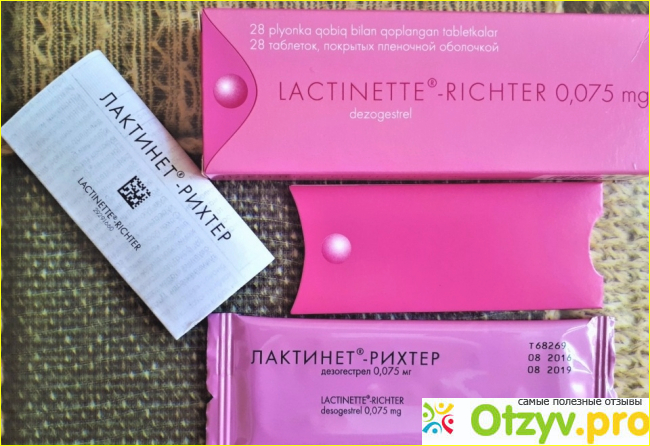 28 plyonka qobiq bilan qoplangan tabletkalar
28 таблеток, покрытых пленочной оболочкой
LACTINETTE®-RICHTER 0,075 mg
dezogestrel
ЛАКТИНЕТ®-РИХТЕР
LACTINETTE®-RICHTER
ЛАКТИНЕТ®-РИХТЕР
дезогестрел 0,075 мг
LACTINETTE®-RICHTER
desogestrel 0,075 mg
T68269
08 2016
08 2019
самые полезные отзывы
Otzyv.pro